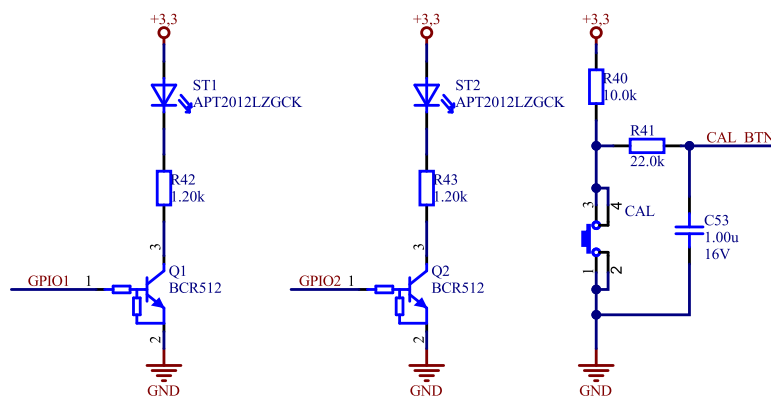 +3,3
ST1
APT2012LZGCK
R42
1.20k
3
Q1
BCR512
GPIO1
1
2
GND
+3,3
ST2
APT2012LZGCK
R43
1.20k
3
Q2
BCR512
GPIO2
1
2
GND
+3,3
R40
10.0k
R41
22.0k
CAL_BTN
3
4
CAL
1
2
C53
1.00u
16V
GND